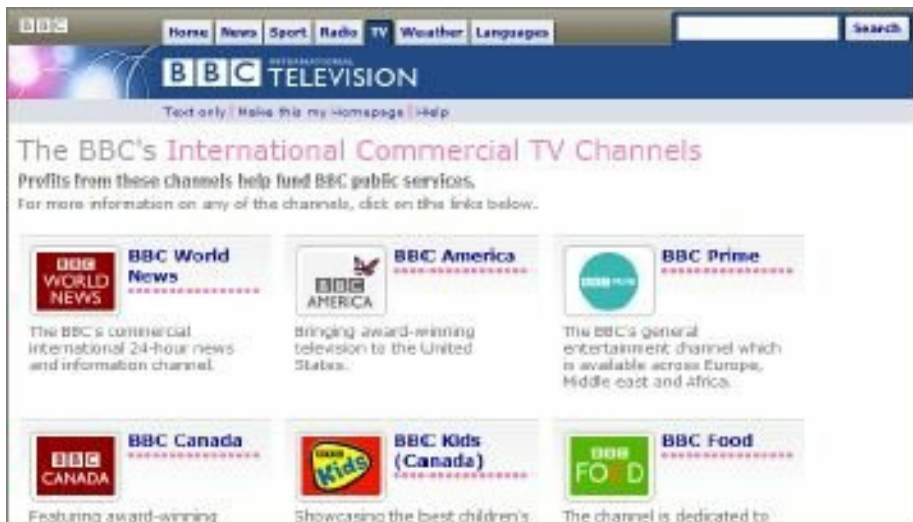 BBC
Home News Sport Radio TV Weather Languages
Search
BBC INTERNATIONAL TELEVISION
Text only | Make this my Homepage | Help
The BBC's International Commercial TV Channels
Profits from these channels help fund BBC public services.
For more information on any of the channels, click on the links below.
BBC WORLD NEWS
BBC World News
The BBC's commercial
international 24-hour news
and information channel.
BBC AMERICA
BBC America
Bringing award-winning
television to the United
States.
BBC PRIME
BBC Prime
The BBC's general
entertainment channel which
is available across Europe,
Middle east and Africa.
BBC CANADA
BBC Canada
Featuring award-winning
BBC Kids
BBC Kids
(Canada)
Showcasing the best children's
BBC FOOD
BBC Food
The channel is dedicated to